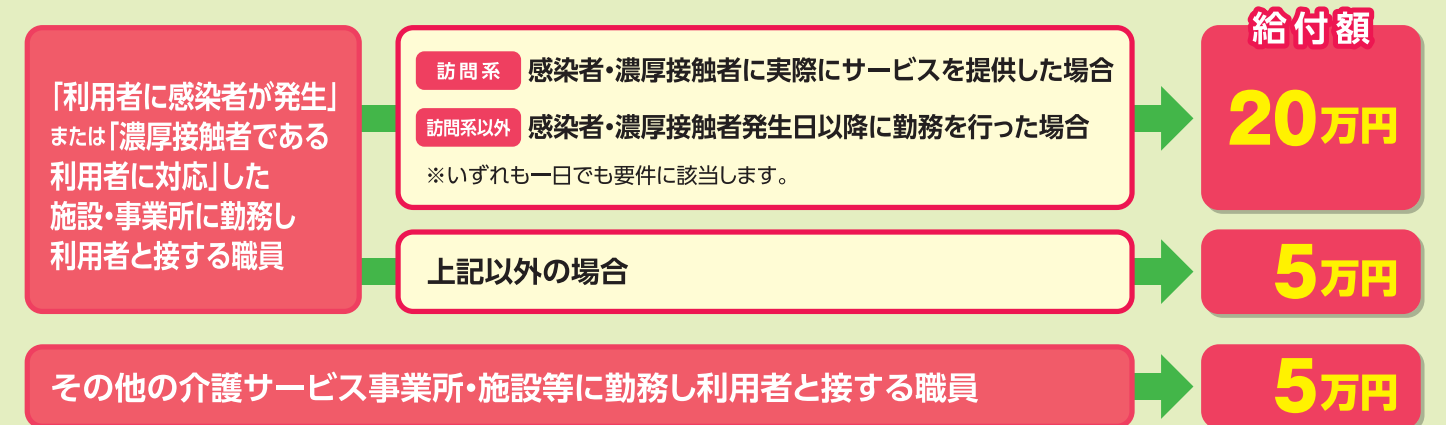 「利用者に感染者が発生」
または「濃厚接触者である
利用者に対応」した
施設・事業所に勤務し
利用者と接する職員
訪問系 感染者・濃厚接触者に実際にサービスを提供した場合
訪問系以外 感染者・濃厚接触者発生日以降に勤務を行った場合
※いずれも一日でも要件に該当します。
給付額
20万円
上記以外の場合
5万円
その他の介護サービス事業所・施設等に勤務し利用者と接する職員
5万円